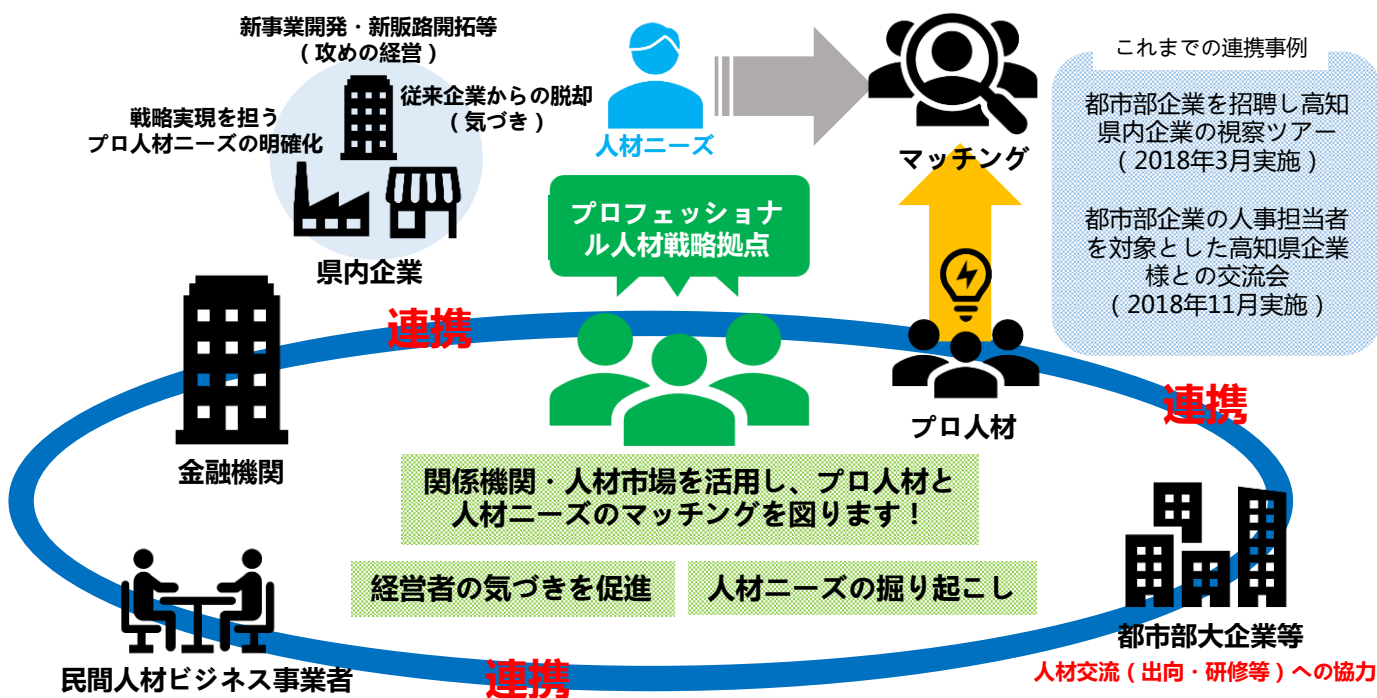 新事業開発・新販路開拓等
(攻めの経営)
従来企業からの脱却
(気づき)
戦略実現を担う
プロ人材ニーズの明確化
県内企業
人材ニーズ
マッチング
これまでの連携事例
都市部企業を招聘し高知
県内企業の視察ツアー
(2018年3月実施)
都市部企業の人事担当者
を対象とした高知県企業
様との交流会
(2018年11月実施)
プロフェッショナ
ル人材戦略拠点
連携
連携
プロ人材
金融機関
関係機関・人材市場を活用し、プロ人材と
人材ニーズのマッチングを図ります!
経営者の気づきを促進
人材ニーズの掘り起こし
都市部大企業等
人材交流(出向・研修等)への協力
民間人材ビジネス事業者
連携